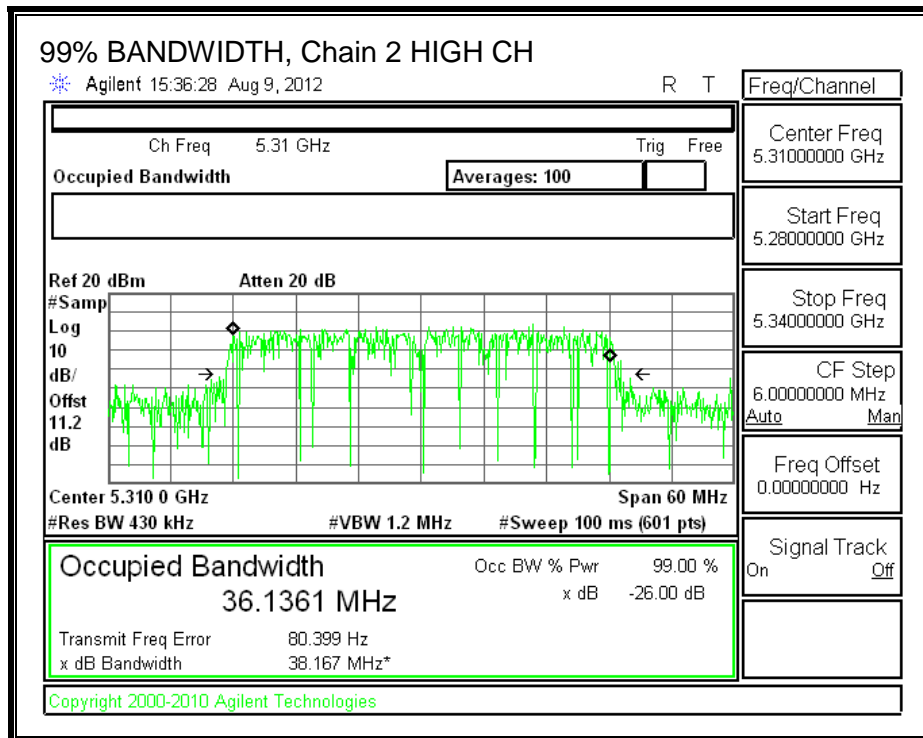 99% BANDWIDTH, Chain 2 HIGH CH
Agilent 15:36:28 Aug 9, 2012 R T
Freq/Channel
Ch Freq 5.31 GHz Trig Free
Occupied Bandwidth Averages: 100
Center Freq
5.31000000 GHz
Start Freq
5.28000000 GHz
Stop Freq
5.34000000 GHz
CF Step
6.00000000 MHz
Auto Man
Freq Offset
0.00000000 Hz
Signal Track
On Off
Ref 20 dBm Atten 20 dB
#Samp
Log
10
dB/
Offst
11.2
dB
Center 5.310 0 GHz Span 60 MHz
#Res BW 430 kHz #VBW 1.2 MHz #Sweep 100 ms (601 pts)
Occupied Bandwidth Occ BW % Pwr 99.00 %
36.1361 MHz x dB -26.00 dB
Transmit Freq Error 80.399 Hz
x dB Bandwidth 38.167 MHz*
Copyright 2000-2010 Agilent Technologies